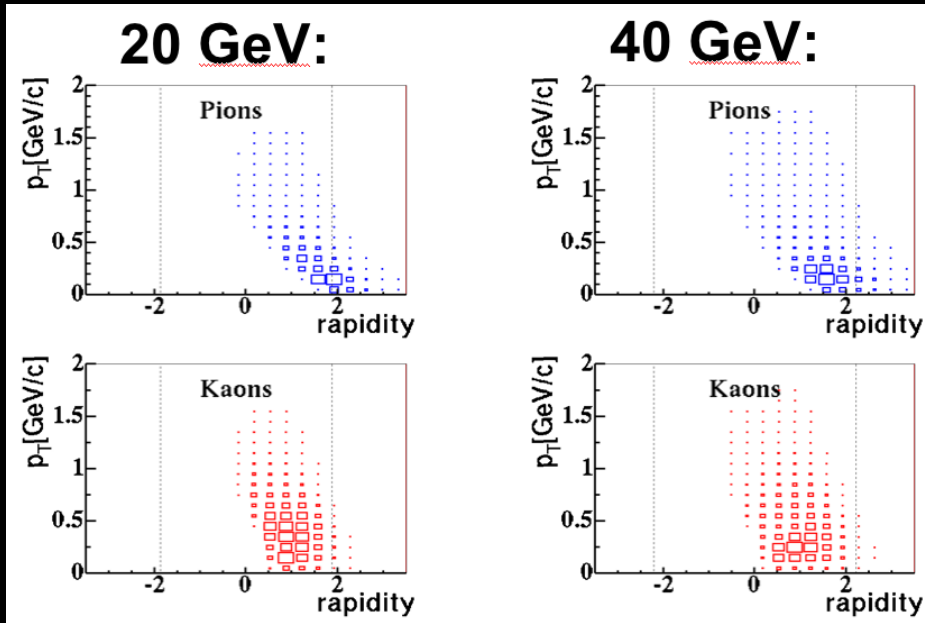 20 GeV:
40 GeV:
2
1.5
1
0.5
0
pT[GeV/c]
Pions
-2 0 2
rapidity
2
1.5
1
0.5
0
pT[GeV/c]
Pions
-2 0 2
rapidity
2
1.5
1
0.5
0
pT[GeV/c]
Kaons
-2 0 2
rapidity
2
1.5
1
0.5
0
pT[GeV/c]
Kaons
-2 0 2
rapidity